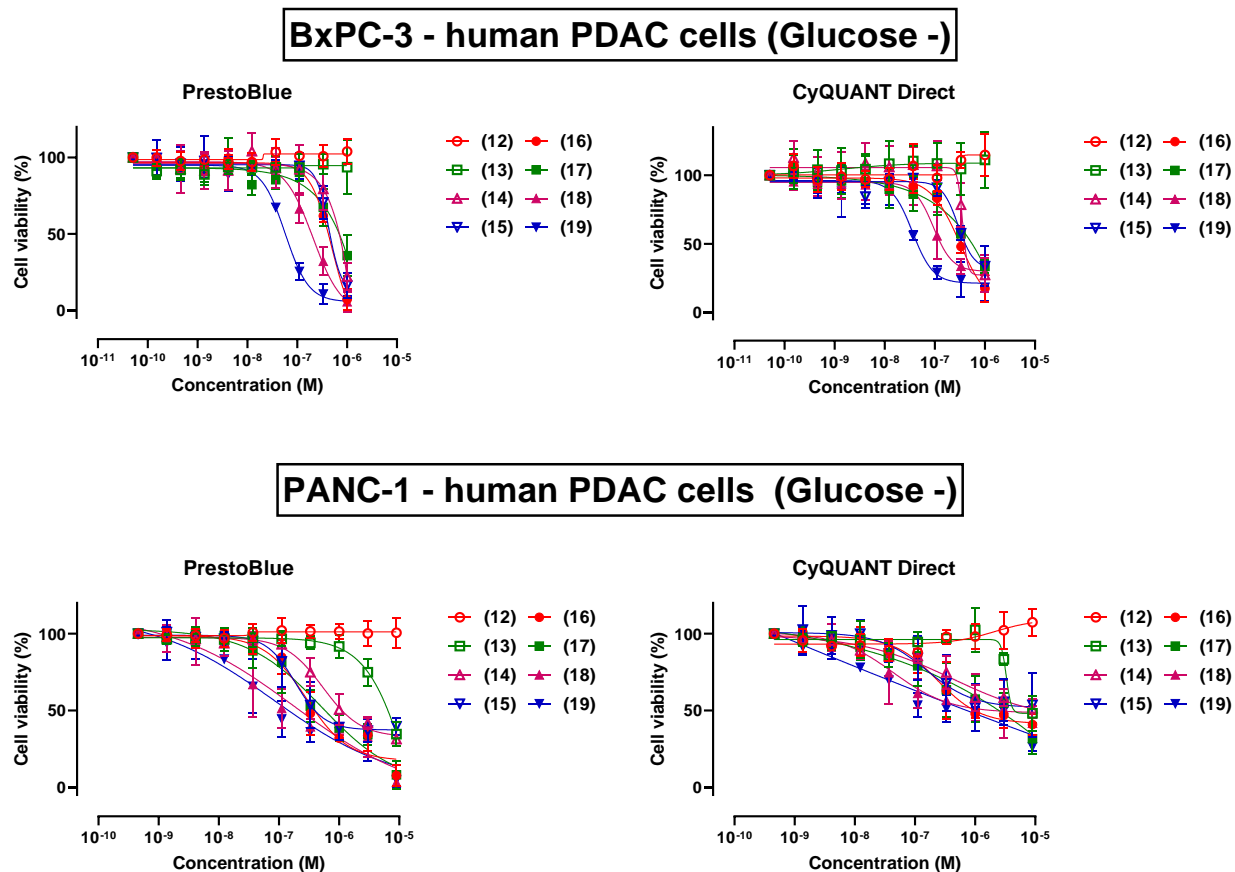 BxPC-3 - human PDAC cells (Glucose -)
PrestoBlue
Cell viability (%)
100
50
0
10-11 10-10 10-9 10-8 10-7 10-6 10-5
Concentration (M)
(12) (16)
(13) (17)
(14) (18)
(15) (19)
CyQUANT Direct
Cell viability (%)
100
50
0
10-11 10-10 10-9 10-8 10-7 10-6 10-5
Concentration (M)
(12) (16)
(13) (17)
(14) (18)
(15) (19)
PANC-1 - human PDAC cells (Glucose -)
PrestoBlue
Cell viability (%)
100
50
0
10-10 10-9 10-8 10-7 10-6 10-5
Concentration (M)
(12) (16)
(13) (17)
(14) (18)
(15) (19)
CyQUANT Direct
Cell viability (%)
100
50
0
10-10 10-9 10-8 10-7 10-6 10-5
Concentration (M)
(12) (16)
(13) (17)
(14) (18)
(15) (19)